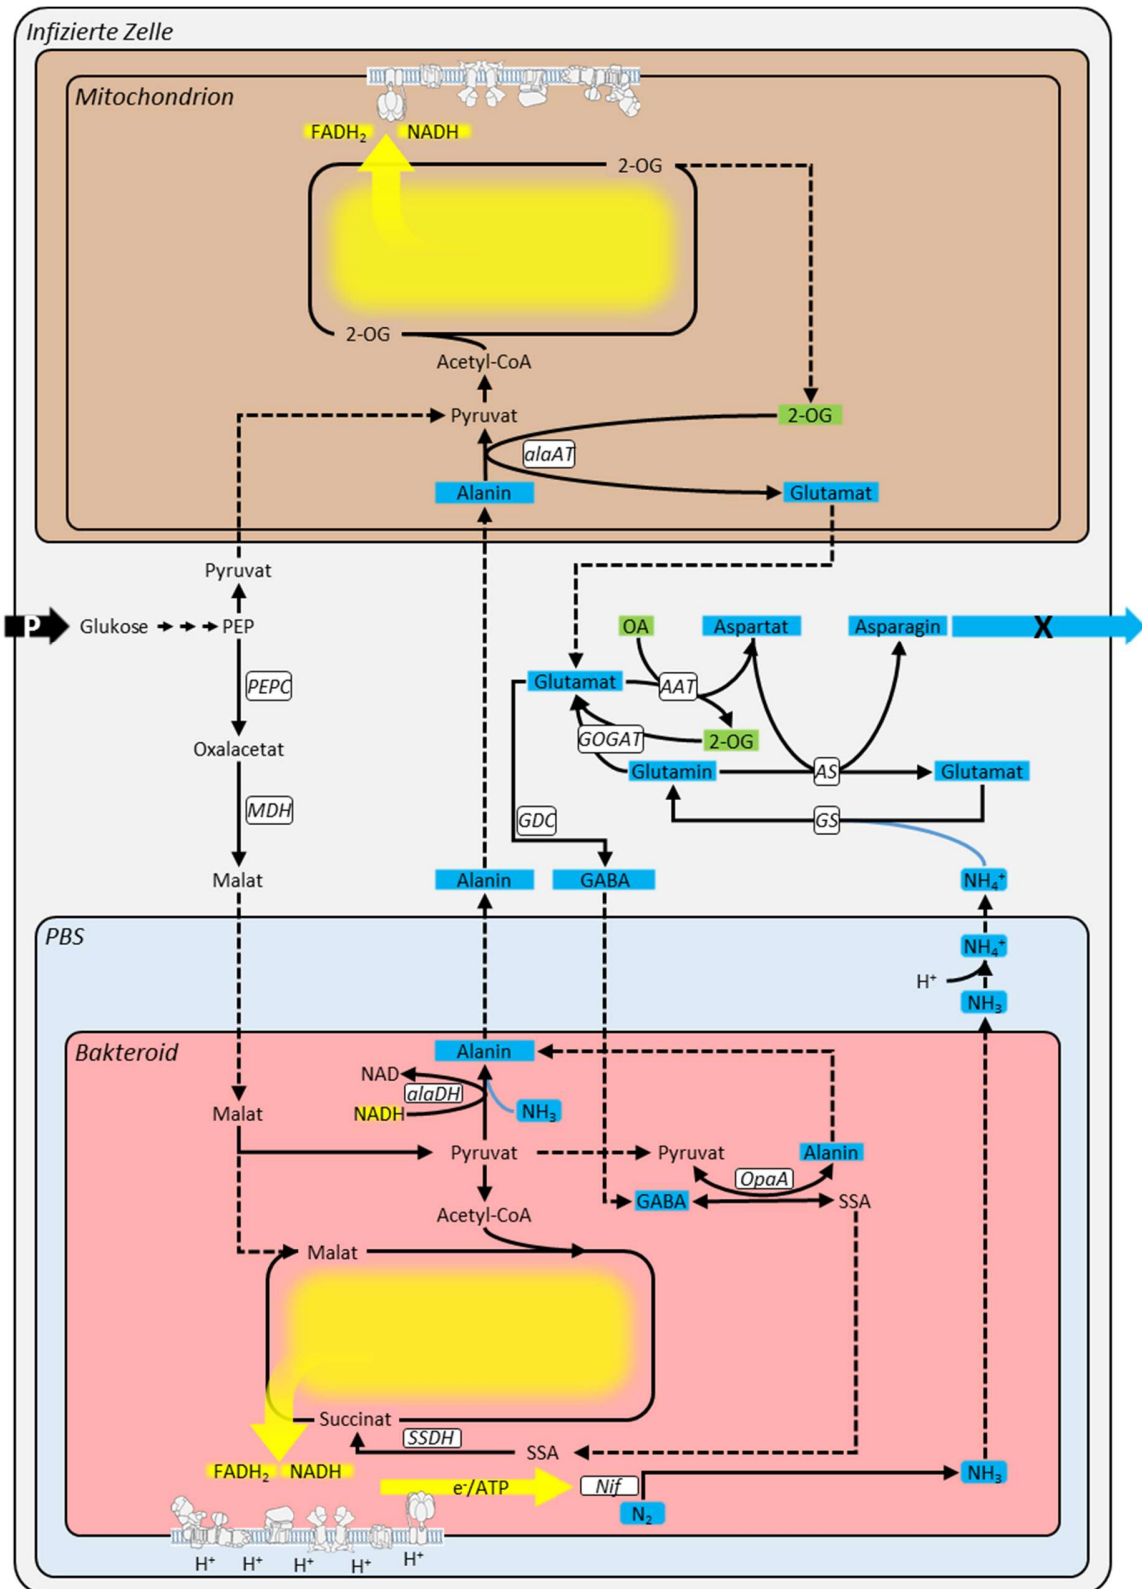 Infizierte Zelle
Mitochondrion
FADH₂ NADH
2-OG
2-OG
Acetyl-CoA
Pyruvat
2-OG
alaAT
Alanin
Glutamat
Pyruvat
P Glukose PEP
OA Aspartat Asparagin X
PEPC
Glutamat
AAT
GOGAT
2-OG
Oxalacetat
Glutamin
AS
Glutamat
MDH
GDC
GS
Malat
Alanin
GABA
NH₄⁺
PBS
NH₄⁺
H⁺
NH₃
Bakteroid
Alanin
NAD
alaDH
NADH
NH₃
Malat
Pyruvat
Pyruvat
Alanin
OpaA
GABA
SSA
Acetyl-CoA
Malat
Succinat
SSDH
SSA
FADH₂ NADH
e⁻/ATP
Nif
NH₃
N₂
H⁺ H⁺ H⁺ H⁺ H⁺